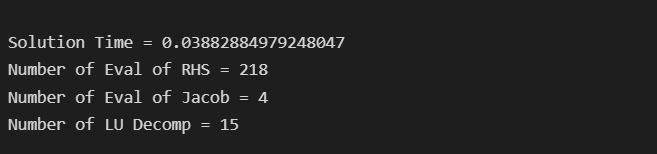 Solution Time = 0.03882884979248047
Number of Eval of RHS = 218
Number of Eval of Jacob = 4
Number of LU Decomp = 15